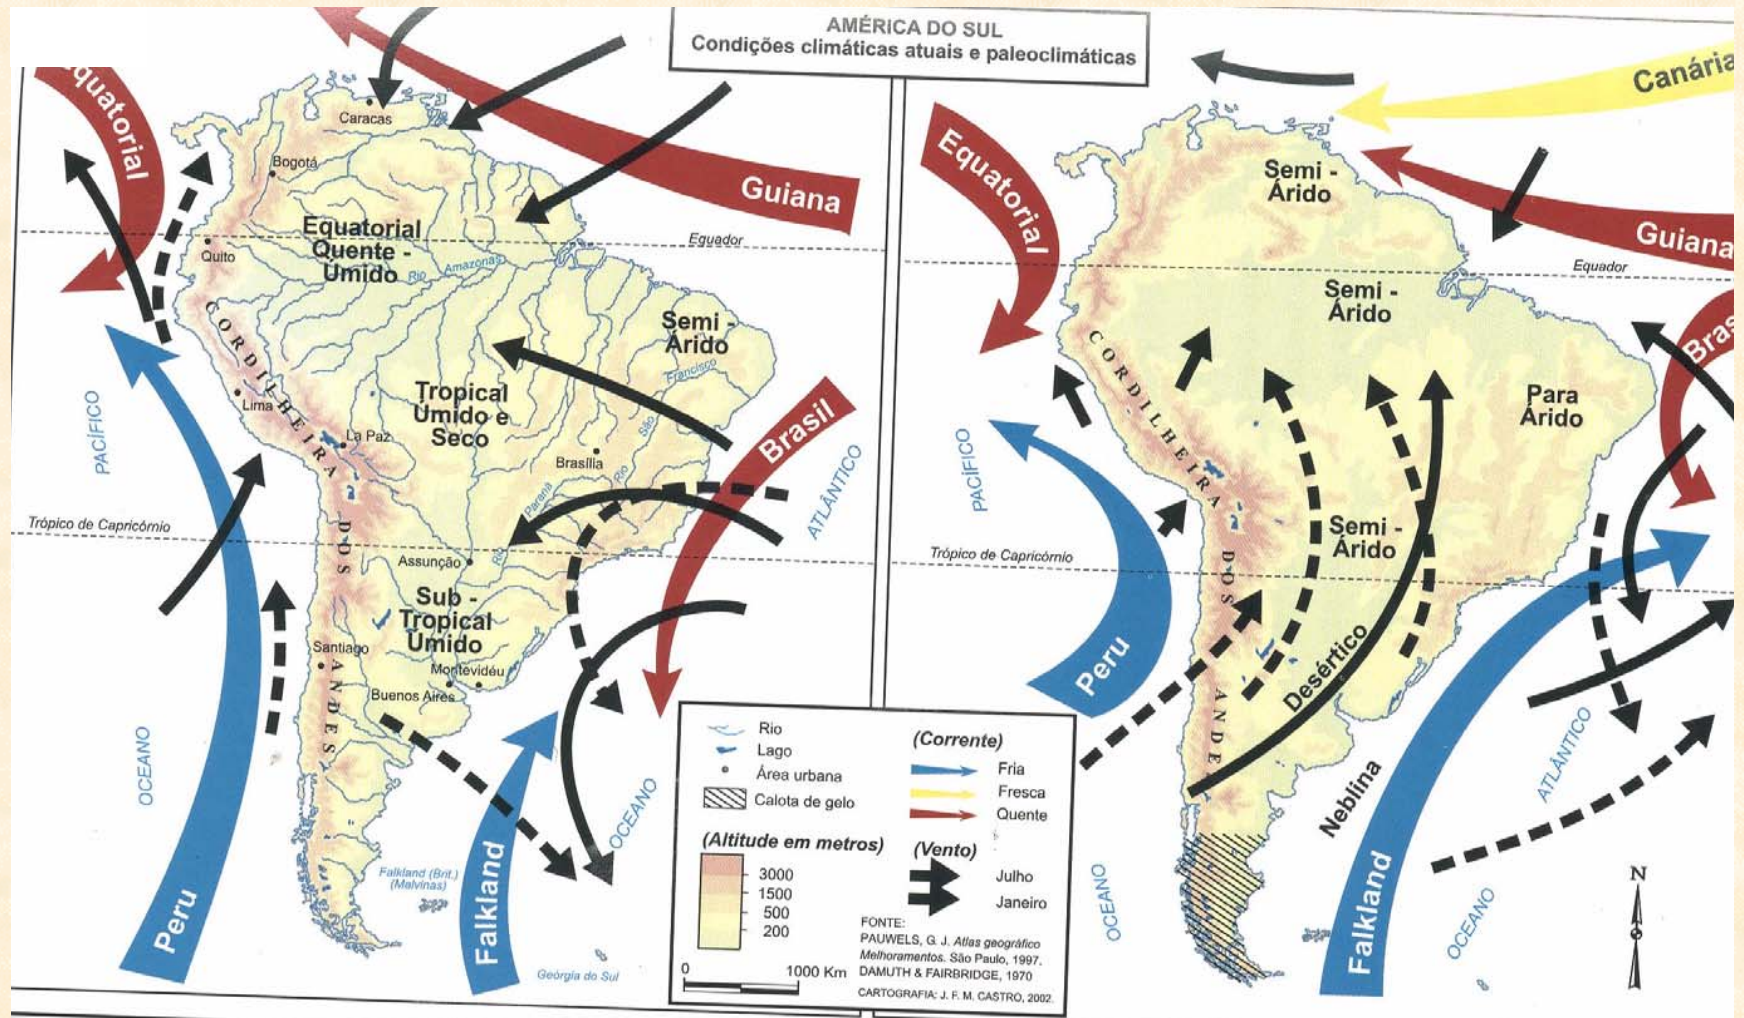 AMÉRICA DO SUL
Condições climáticas atuais e paleoclimáticas
quatorial
Guiana
Caracas
Bogotá
Equatorial
Quente -
Úmido
Equador
Quito
Rio Amazonas
Semi -
Árido
Francisco
São
Rio
CORDILHEIRA
DOS
ANDES
Lima
La Paz
Tropical
Úmido e
Seco
Brasília
Brasil
PACÍFICO
ATLÂNTICO
Paraná
Rio
Trópico de Capricórnio
Assunção
Sub -
Tropical
Úmido
Santiago
Montevidéu
Buenos Aires
OCEANO
OCEANO
Peru
Falkland
Falkland (Brit.)
(Malvinas)
Geórgia do Sul
Rio
Lago
Área urbana
Calota de gelo
(Corrente)
Fria
Fresca
Quente
(Altitude em metros)
3000
1500
500
200
(Vento)
Julho
Janeiro
0 1000 Km
FONTE:
PAUWELS, G. J. Atlas geográfico
Melhoramentos. São Paulo, 1997.
DAMUTH & FAIRBRIDGE, 1970
CARTOGRAFIA: J. F. M. CASTRO, 2002.
Canária
Equatorial
Semi -
Árido
Guiana
Equador
Semi -
Árido
Bras
CORDILHEIRA
DOS
ANDE
Para
Árido
PACÍFICO
Semi -
Árido
Trópico de Capricórnio
Peru
Desértico
Neblina
ATLÂNTICO
OCEANO
Falkland
OCEANO
N